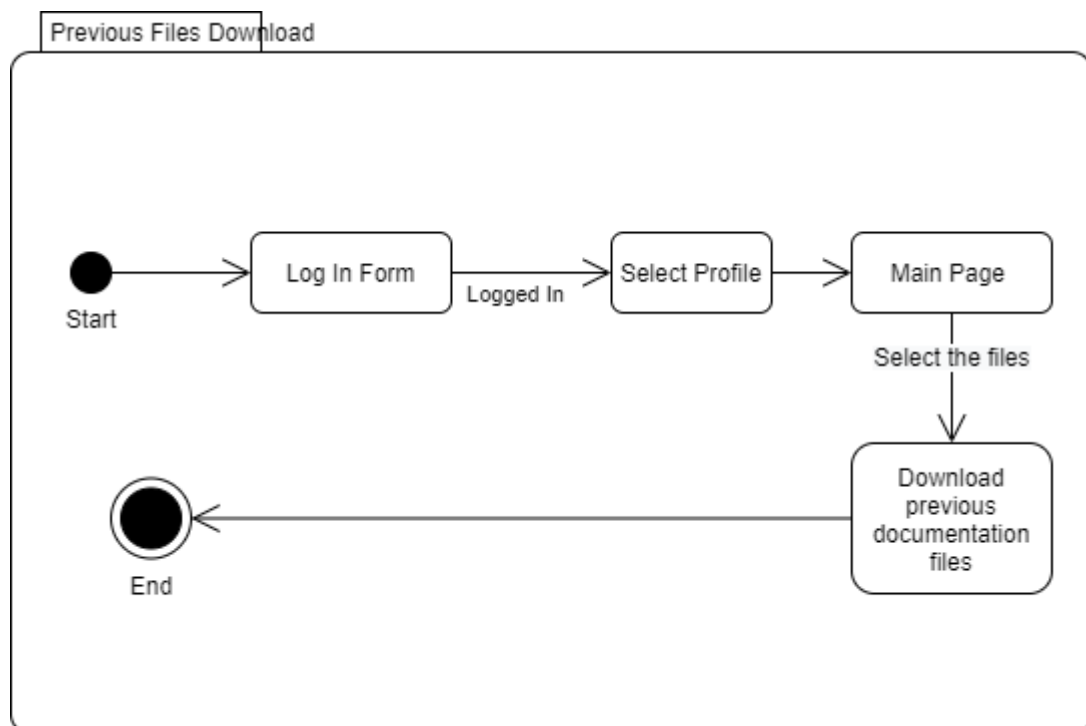 Previous Files Download
Log In Form
Logged In
Select Profile
Main Page
Start
Select the files
Download
previous
documentation
files
End